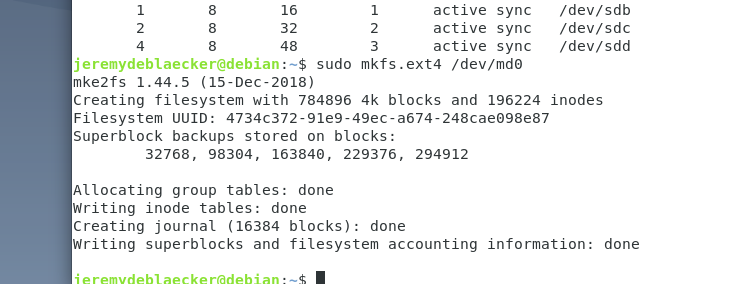 1 8 16 1 active sync /dev/sdb
2 8 32 2 active sync /dev/sdc
4 8 48 3 active sync /dev/sdd
jeremydeblaecker@debian:~$ sudo mkfs.ext4 /dev/md0
mke2fs 1.44.5 (15-Dec-2018)
Creating filesystem with 784896 4k blocks and 196224 inodes
Filesystem UUID: 4734c372-91e9-49ec-a674-248cae098e87
Superblock backups stored on blocks:
32768, 98304, 163840, 229376, 294912
Allocating group tables: done
Writing inode tables: done
Creating journal (16384 blocks): done
Writing superblocks and filesystem accounting information: done
jeremydeblaecker@debian:~$